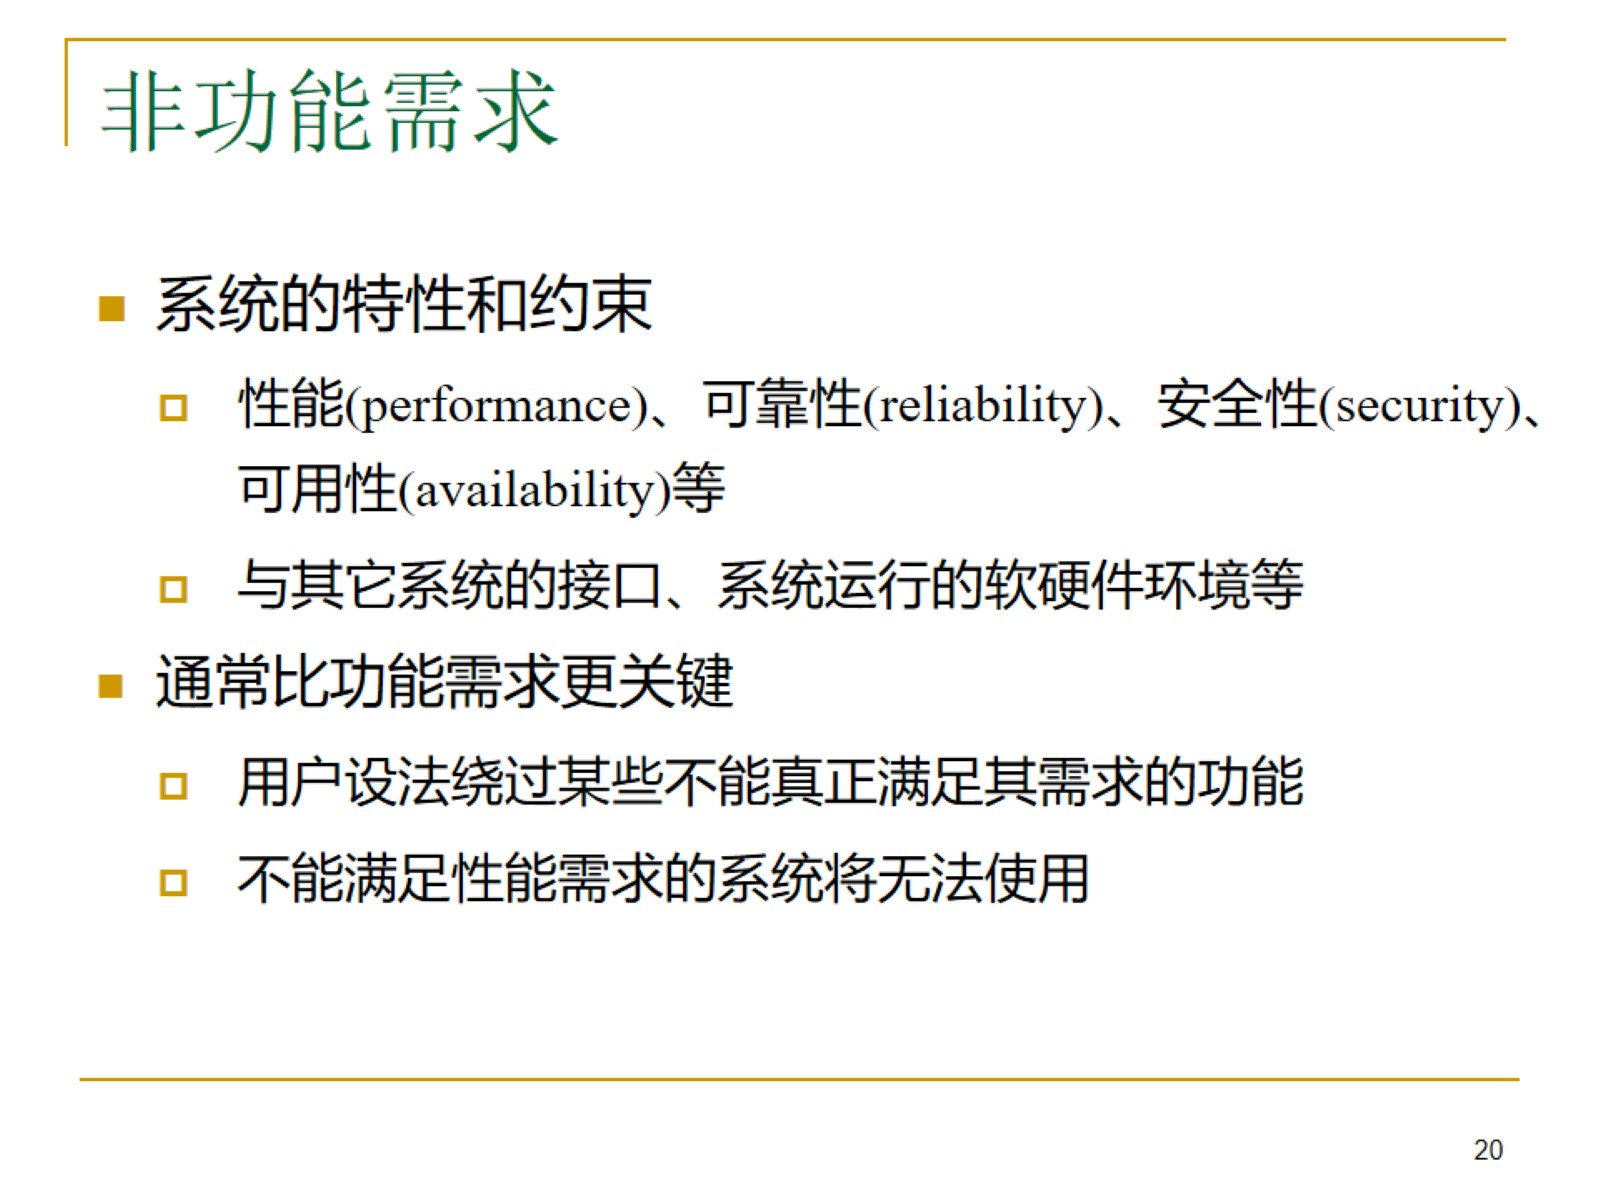 非功能需求
系统的特性和约束
性能(performance)、可靠性(reliability)、安全性(security)、
可用性(availability)等
与其它系统的接口、系统运行的软硬件环境等
通常比功能需求更关键
用户设法绕过某些不能真正满足其需求的功能
不能满足性能需求的系统将无法使用
20